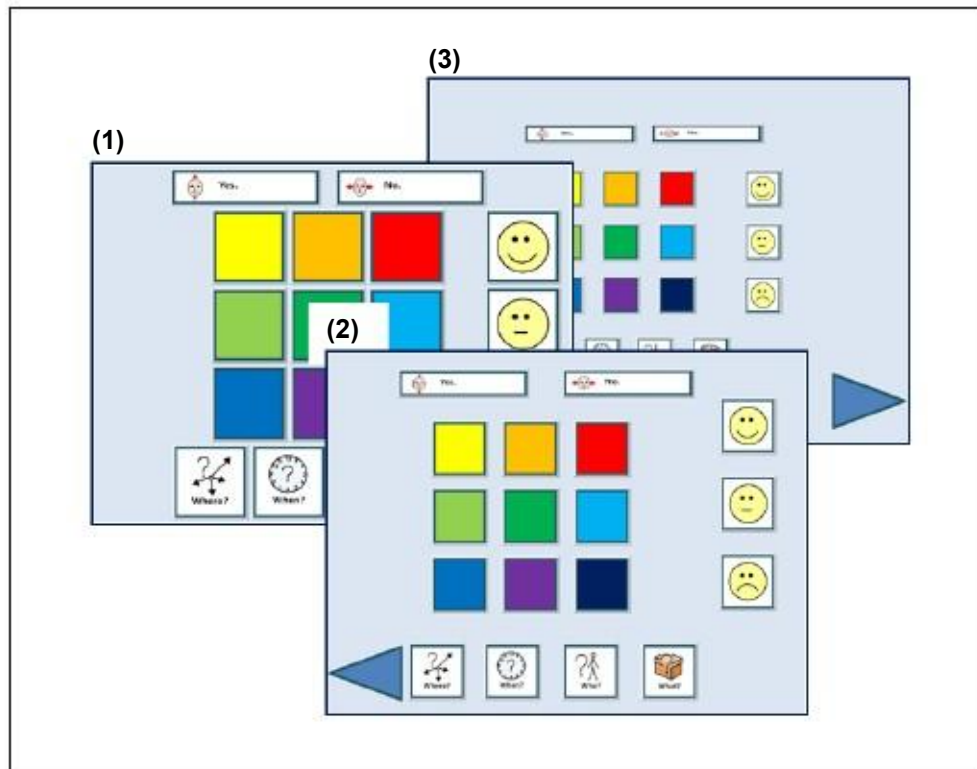 (3)
(1)
Yes.
No.
Where?
When?
(2)
Yes.
No.
Where?
When?
Who?
What?